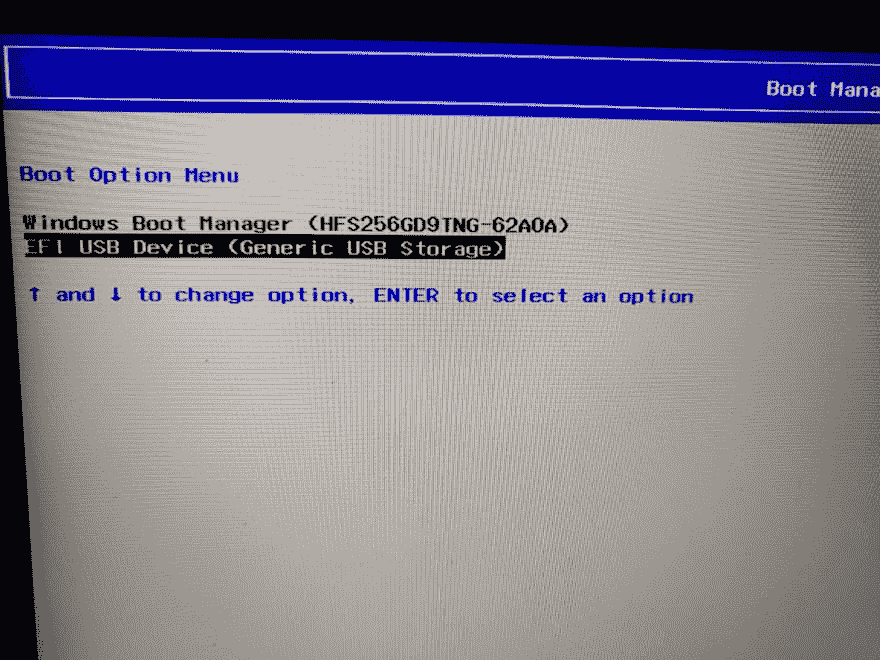 Boot Mana
Boot Option Menu
Windows Boot Manager (HFS256GD9TNG-62A0A)
EFI USB Device (Generic USB Storage)
↑ and ↓ to change option, ENTER to select an option